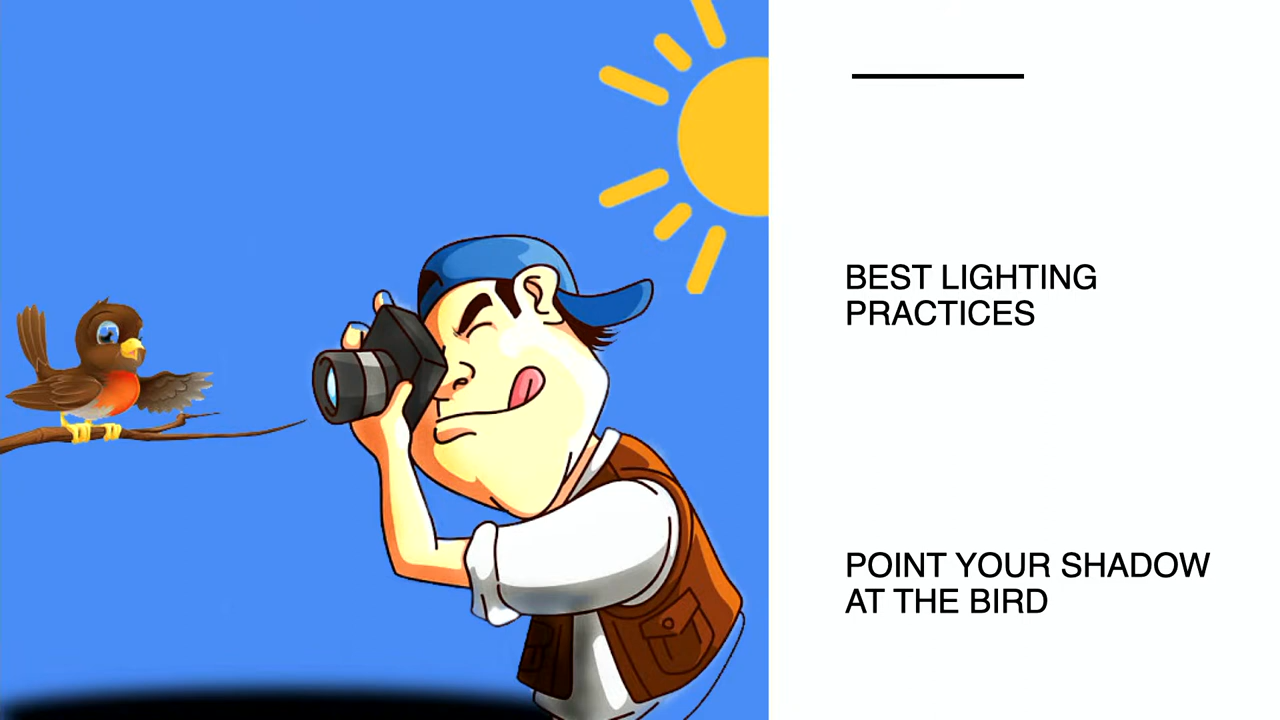 BEST LIGHTING
PRACTICES
POINT YOUR SHADOW
AT THE BIRD